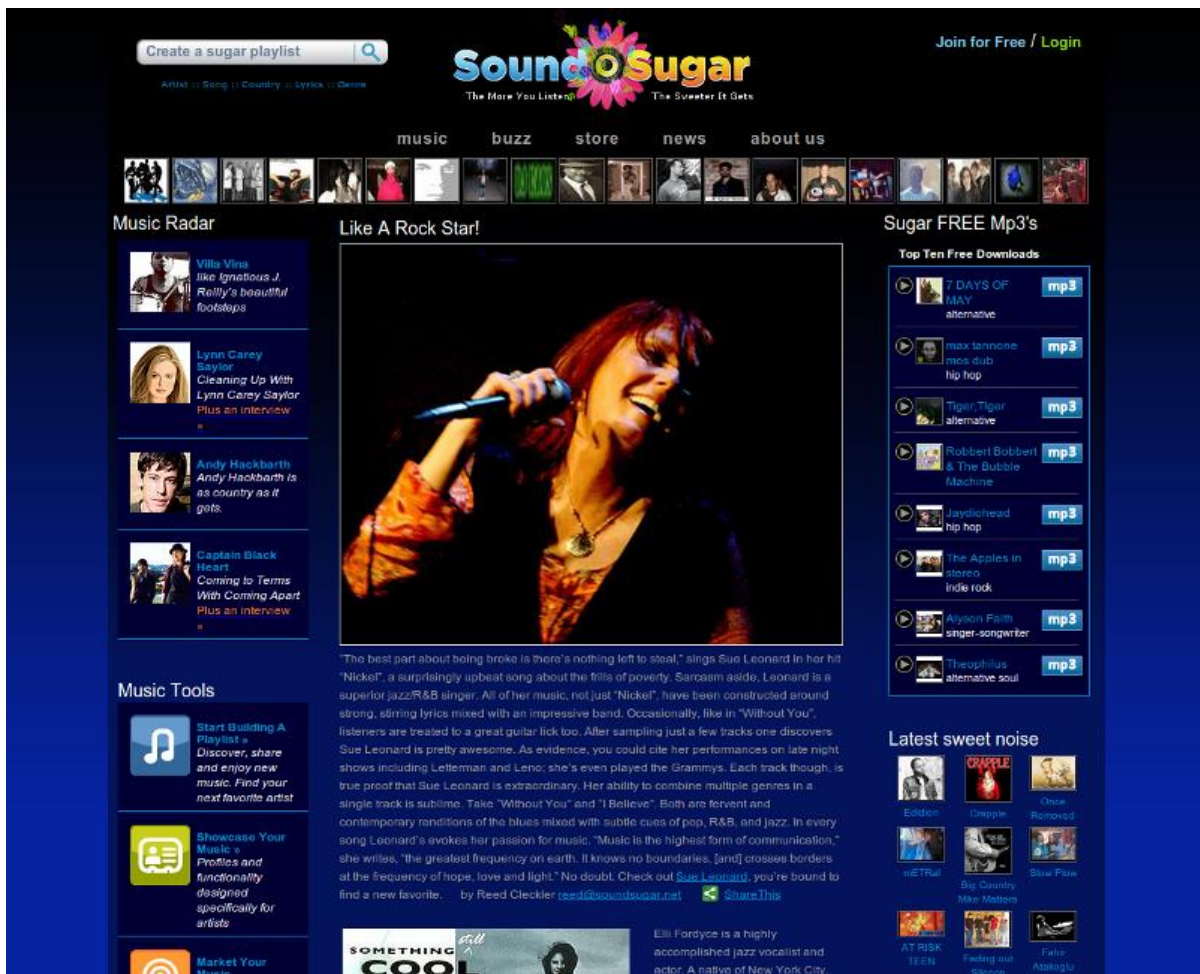 Create a sugar playlist
Artist :: Song :: Country :: Lyrics :: Genre
Sound Sugar
The More You Listen
The Sweeter It Gets
Join for Free / Login
music buzz store news about us
Music Radar
Villa Vina
like Ignatious J.
Reilly's beautiful
footsteps
Lynn Carey
Saylor
Cleaning Up With
Lynn Carey Saylor
Plus an interview
»
Andy Hackbarth
Andy Hackbarth is
as country as it
gets.
Captain Black
Heart
Coming to Terms
With Coming Apart
Plus an interview
»
Music Tools
Start Building A
Playlist »
Discover, share
and enjoy new
music. Find your
next favorite artist
Showcase Your
Music »
Profiles and
functionality
designed
specifically for
artists
Market Your
Music
Like A Rock Star!
"The best part about being broke is there's nothing left to steal," sings Sue Leonard in her hit
"Nickel", a surprisingly upbeat song about the frills of poverty. Sarcasm aside, Leonard is a
superior jazz/R&B singer. All of her music, not just "Nickel", have been constructed around
strong, stirring lyrics mixed with an impressive band. Occasionally, like in "Without You",
listeners are treated to a great guitar lick too. After sampling just a few tracks one discovers
Sue Leonard is pretty awesome. As evidence, you could cite her performances on late night
shows including Letterman and Leno; she's even played the Grammys. Each track though, is
true proof that Sue Leonard is extraordinary. Her ability to combine multiple genres in a
single track is sublime. Take "Without You" and "I Believe". Both are fervent and
contemporary renditions of the blues mixed with subtle cues of pop, R&B, and jazz. In every
song Leonard's evokes her passion for music. "Music is the highest form of communication,"
she writes, "the greatest frequency on earth. It knows no boundaries, [and] crosses borders
at the frequency of hope, love and light." No doubt. Check out Sue Leonard, you're bound to
find a new favorite. by Reed Cleckler reed@soundsugar.net ShareThis
SOMETHING still
COOL
Elli Fordyce is a highly
accomplished jazz vocalist and
actor. A native of New York City,
Sugar FREE Mp3's
Top Ten Free Downloads
7 DAYS OF
MAY
alternative
mp3
max tannone
mos dub
hip hop
mp3
Tiger,Tiger
alternative
mp3
Robbert Bobbert
& The Bubble
Machine
mp3
Jaydiohead
hip hop
mp3
The Apples in
stereo
indie rock
mp3
Alyson Faith
singer-songwriter
mp3
Theophilus
alternative soul
mp3
Latest sweet noise
CRAPPLE
Edidion
Crapple
Once
Removed
mETRal
Big Country
Mike Mattern
Slow Plow
AT RISK
TEEN
Fading out
Silence
Fahir
Atakoglu